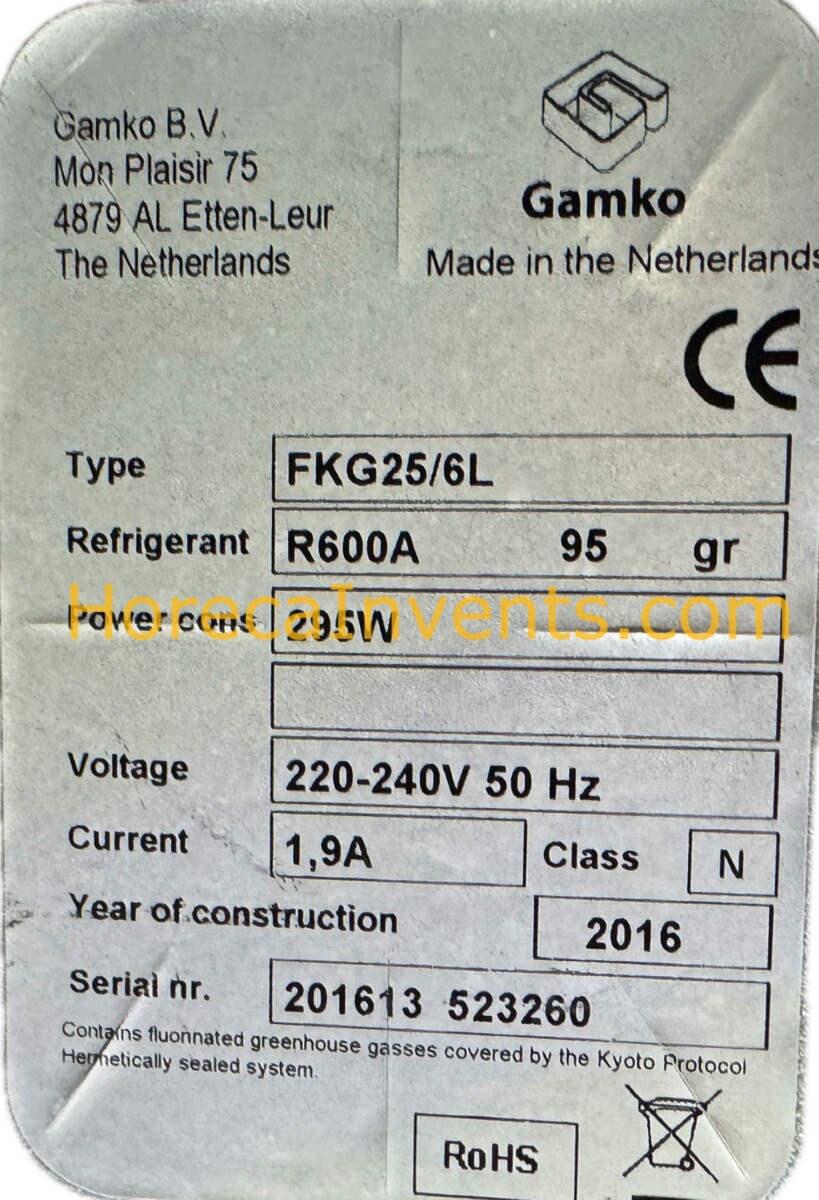 Gamko B.V.
Mon Plaisir 75
4879 AL Etten-Leur
The Netherlands
Gamko
Made in the Netherlands
CE
Type FKG25/6L
Refrigerant R600A 95 gr
Power cons 295W
HorecaInvents.com
Voltage 220-240V 50 Hz
Current 1,9A Class N
Year of construction 2016
Serial nr. 201613 523260
Contains fluonnated greenhouse gasses covered by the Kyoto Protocol
Hermetically sealed system.
RoHS